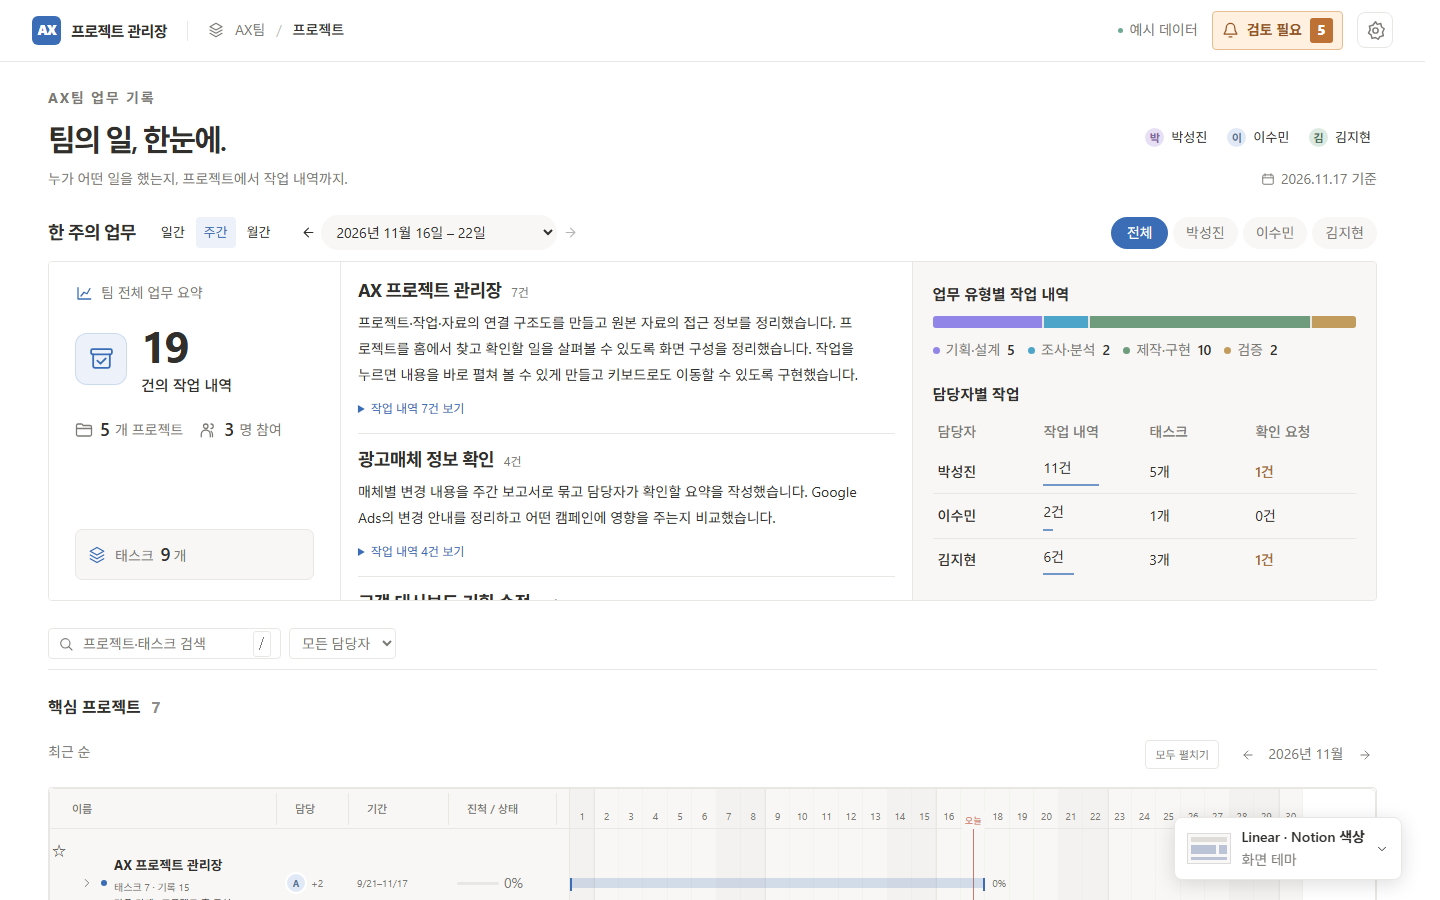 AX 프로젝트 관리장 AX팀 / 프로젝트 예시 데이터 검토 필요 5
AX팀 업무 기록
팀의 일, 한눈에.
박 박성진 이 이수민 김 김지현
누가 어떤 일을 했는지, 프로젝트에서 작업 내역까지.
2026.11.17 기준
한 주의 업무 일간 주간 월간 ← 2026년 11월 16일 – 22일 →
전체 박성진 이수민 김지현
팀 전체 업무 요약
19
건의 작업 내역
5 개 프로젝트 3 명 참여
태스크 9 개
AX 프로젝트 관리장 7건
프로젝트·작업·자료의 연결 구조도를 만들고 원본 자료의 접근 정보를 정리했습니다. 프
로젝트를 홈에서 찾고 확인할 일을 살펴볼 수 있도록 화면 구성을 정리했습니다. 작업을
누르면 내용을 바로 펼쳐 볼 수 있게 만들고 키보드로도 이동할 수 있도록 구현했습니다.
▶ 작업 내역 7건 보기
광고매체 정보 확인 4건
매체별 변경 내용을 주간 보고서로 묶고 담당자가 확인할 요약을 작성했습니다. Google
Ads의 변경 안내를 정리하고 어떤 캠페인에 영향을 주는지 비교했습니다.
▶ 작업 내역 4건 보기
업무 유형별 작업 내역
기획·설계 5 조사·분석 2 제작·구현 10 검증 2
담당자별 작업
담당자 작업 내역 태스크 확인 요청
박성진 11건 5개 1건
이수민 2건 1개 0건
김지현 6건 3개 1건
프로젝트·태스크 검색 / 모든 담당자
핵심 프로젝트 7
최근 순
모두 펼치기 ← 2026년 11월 →
이름 담당 기간 진척 / 상태 1 2 3 4 5 6 7 8 9 10 11 12 13 14 15 16 오늘 18 19 20 21 22 23 24 25 26 27 28 29 30
AX 프로젝트 관리장
태스크 7 · 기록 15
A +2 9/21–11/17 0% 0%
Linear · Notion 색상
화면 테마